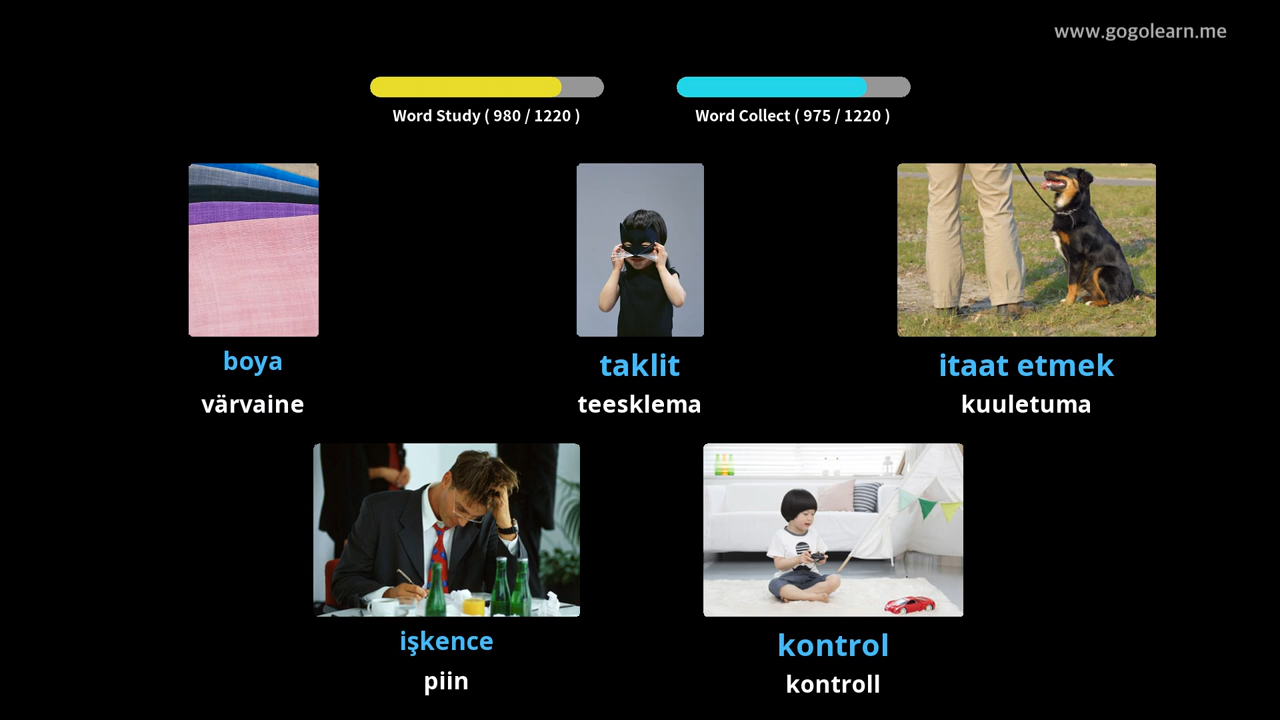 www.gogolearn.me
Word Study ( 980 / 1220 )
Word Collect ( 975 / 1220 )
boya
värvaine
taklit
teesklema
itaat etmek
kuuletuma
işkence
piin
kontrol
kontroll